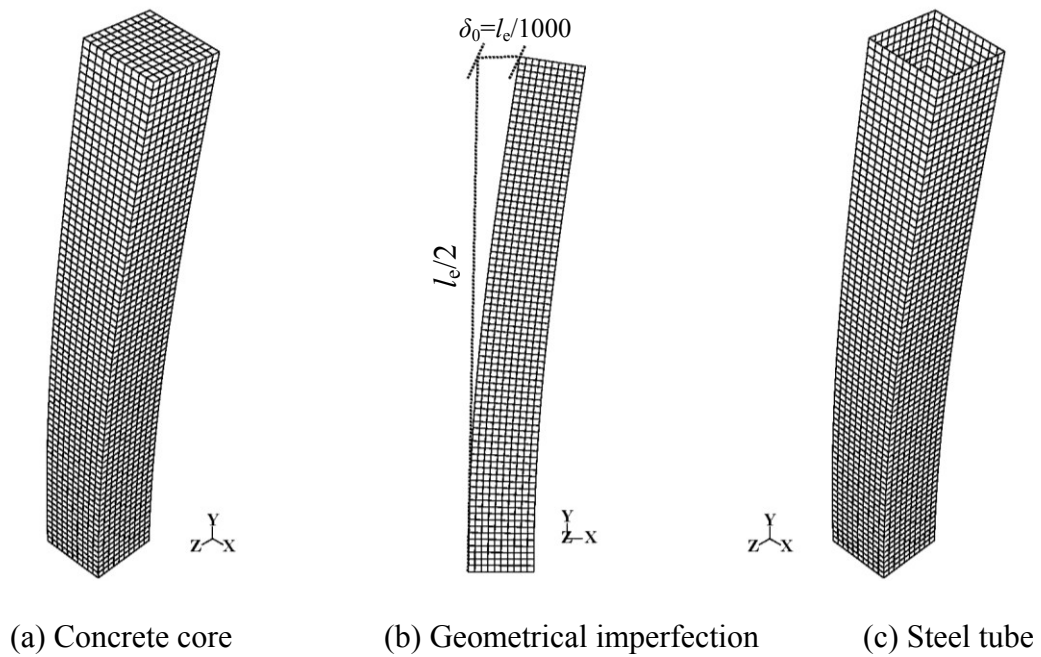 δ₀=lₑ/1000
lₑ/2
Y
Z X
Y
Z X
Y
Z X
(a) Concrete core
(b) Geometrical imperfection
(c) Steel tube